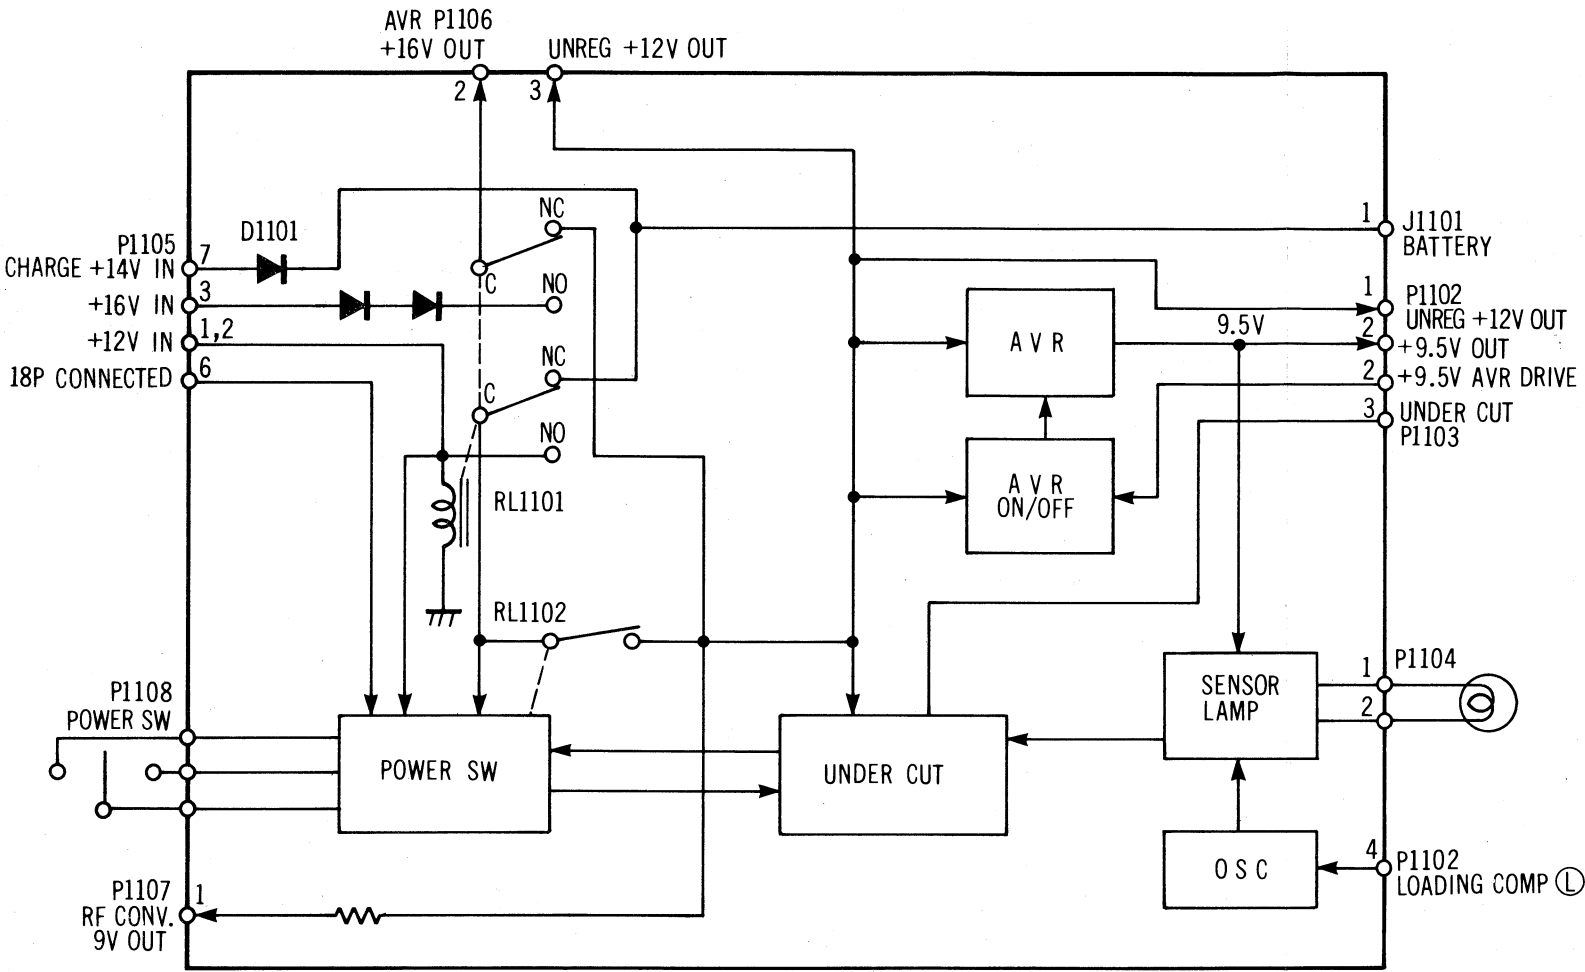 AVR P1106
+16V OUT
UNREG +12V OUT
2
3
P1105
7
D1101
CHARGE +14V IN
3
+16V IN
1,2
+12V IN
6
18P CONNECTED
NC
C
NO
NC
C
NO
RL1101
RL1102
1
J1101
BATTERY
1
P1102
UNREG +12V OUT
9.5V
2
+9.5V OUT
2
+9.5V AVR DRIVE
3
UNDER CUT
P1103
AVR
AVR
ON/OFF
SENSOR
LAMP
1
P1104
2
P1108
POWER SW
POWER SW
UNDER CUT
OSC
4
P1102
LOADING COMP Ⓛ
P1107
1
RF CONV.
9V OUT